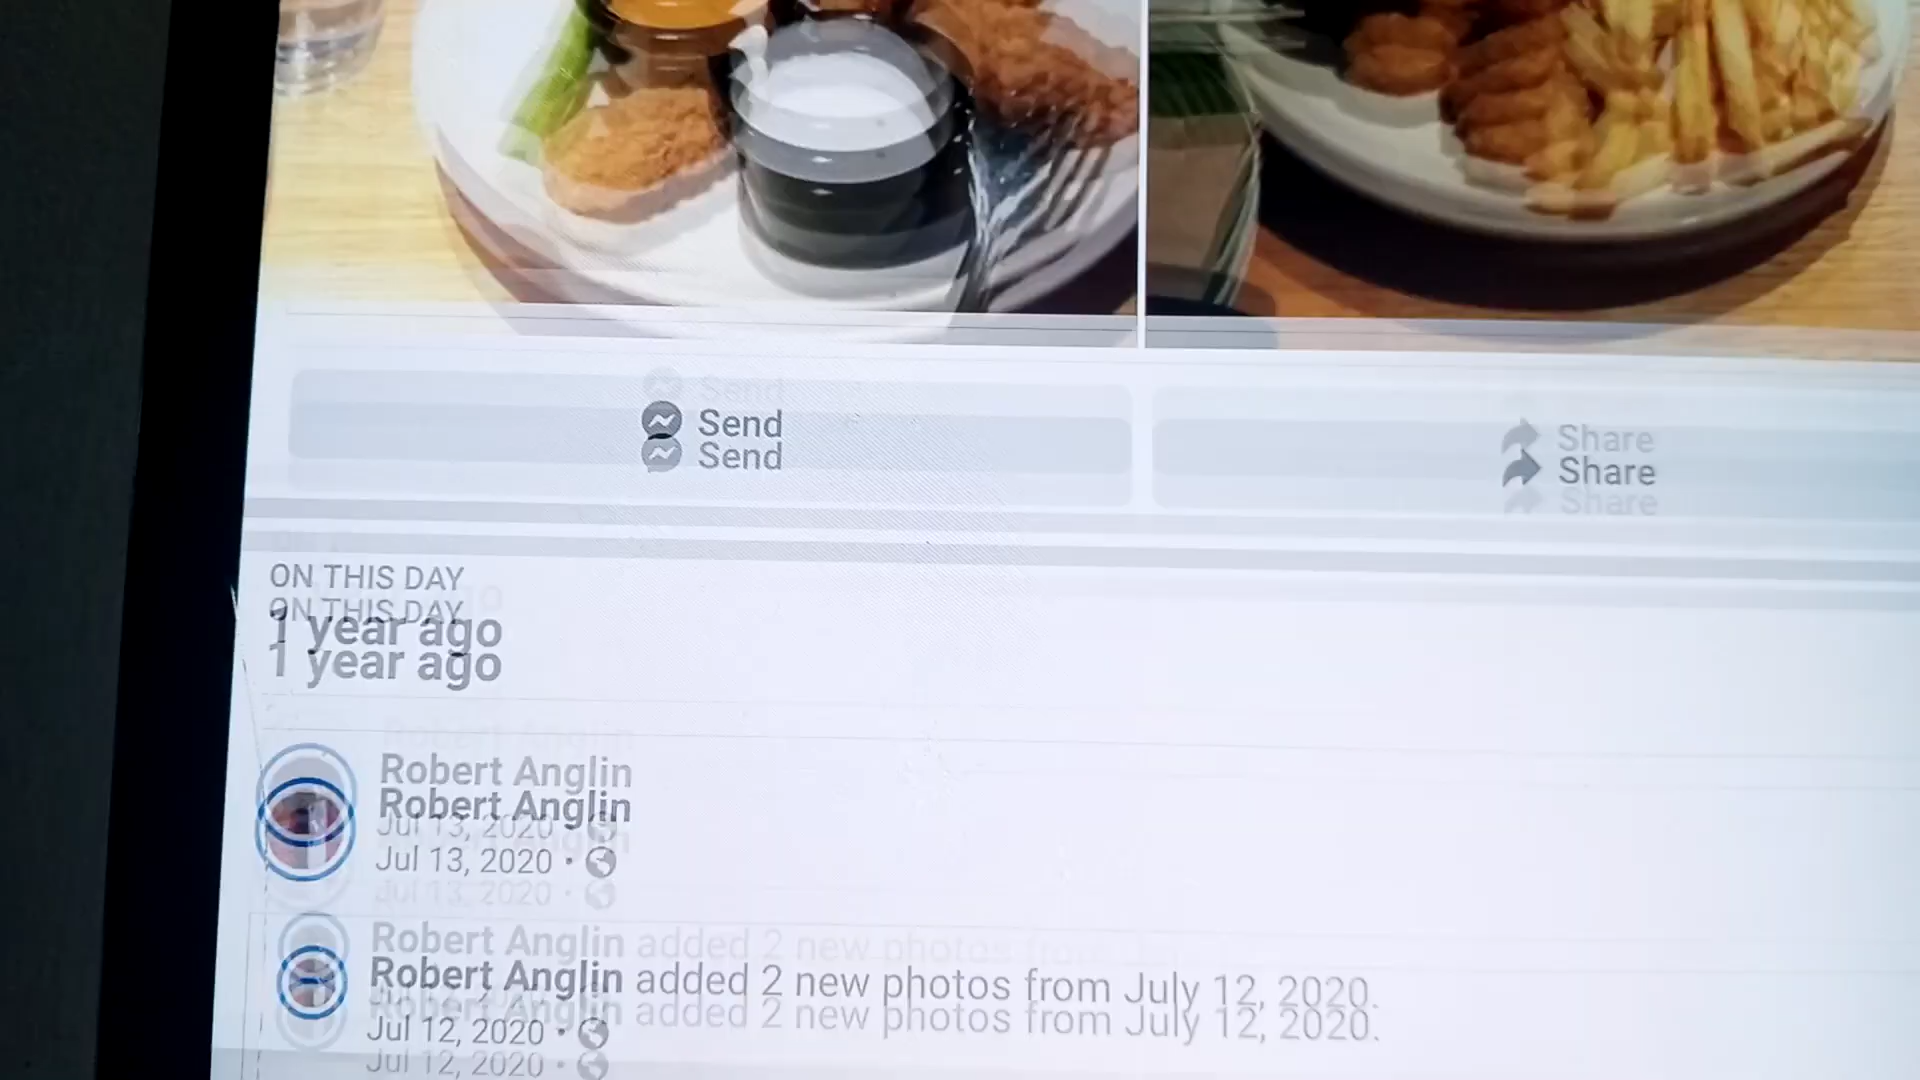 Send
Share
ON THIS DAY
1 year ago
Robert Anglin
Jul 13, 2020
Robert Anglin added 2 new photos from July 12, 2020.
Jul 12, 2020